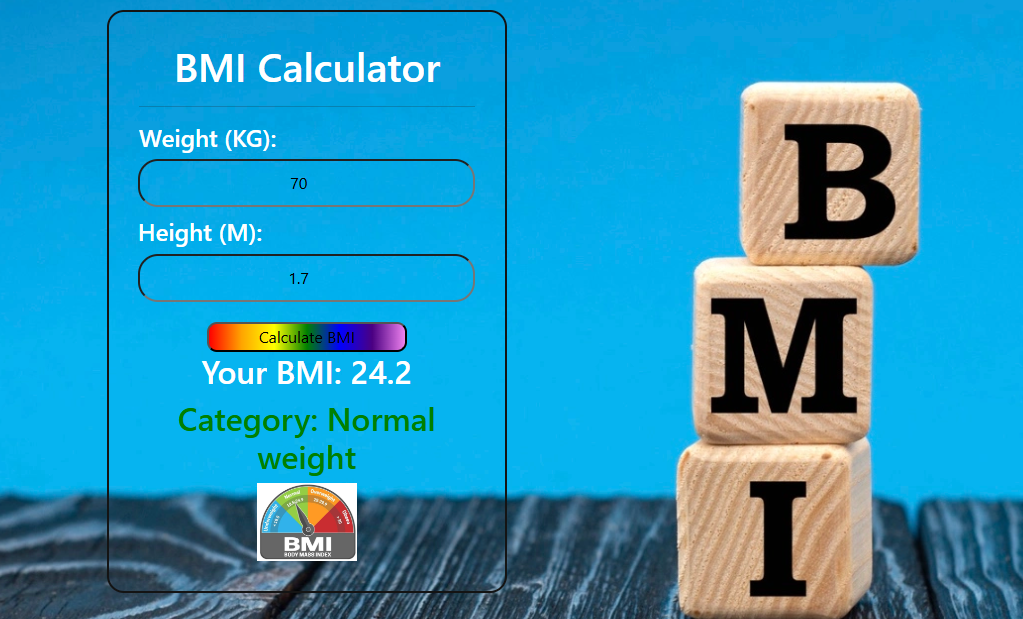 BMI Calculator
Weight (KG):
70
Height (M):
1.7
Calculate BMI
Your BMI: 24.2
Category: Normal
weight
Underweight
Normal
Overweight
Obese
BMI
BODY MASS INDEX
B
M
I